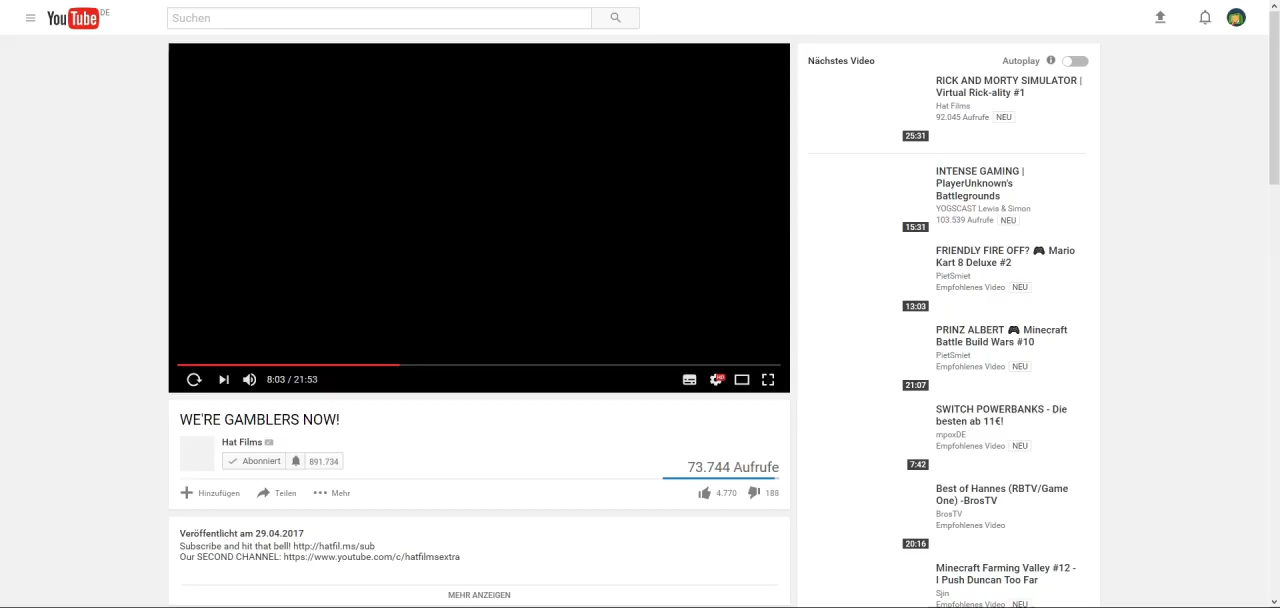 YouTube DE
Suchen
8:03 / 21:53
HD
WE'RE GAMBLERS NOW!
Hat Films
Abonniert
891.734
73.744 Aufrufe
Hinzufügen
Teilen
Mehr
4.770
188
Veröffentlicht am 29.04.2017
Subscribe and hit that bell! http://hatfil.ms/sub
Our SECOND CHANNEL: https://www.youtube.com/c/hatfilmsextra
MEHR ANZEIGEN
Nächstes Video
Autoplay
RICK AND MORTY SIMULATOR |
Virtual Rick-ality #1
Hat Films
92.045 Aufrufe NEU
25:31
INTENSE GAMING |
PlayerUnknown's
Battlegrounds
YOGSCAST Lewis & Simon
103.539 Aufrufe NEU
15:31
FRIENDLY FIRE OFF? 🎮 Mario
Kart 8 Deluxe #2
PietSmiet
Empfohlenes Video NEU
13:03
PRINZ ALBERT 🎮 Minecraft
Battle Build Wars #10
PietSmiet
Empfohlenes Video NEU
21:07
SWITCH POWERBANKS - Die
besten ab 11€!
mpoxDE
Empfohlenes Video NEU
7:42
Best of Hannes (RBTV/Game
One) -BrosTV
BrosTV
Empfohlenes Video
20:16
Minecraft Farming Valley #12 -
I Push Duncan Too Far
Sjin
Empfohlenes Video NEU